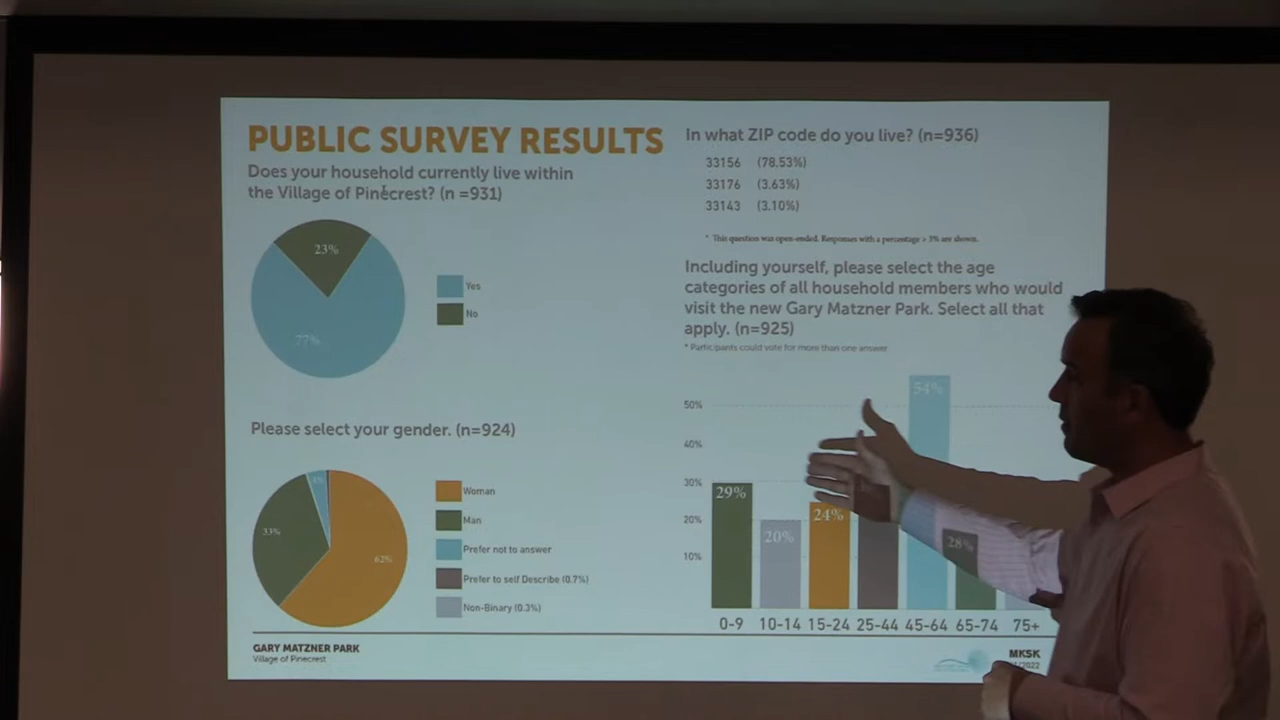 PUBLIC SURVEY RESULTS
Does your household currently live within
the Village of Pinecrest? (n =931)
23%
77%
Yes
No
Please select your gender. (n=924)
33%
62%
Woman
Man
Prefer not to answer
Prefer to self Describe (0.7%)
Non-Binary (0.3%)
In what ZIP code do you live? (n=936)
33156 (78.53%)
33176 (3.63%)
33143 (3.10%)
* This question was open-ended. Responses with a percentage > 3% are shown.
Including yourself, please select the age
categories of all household members who would
visit the new Gary Matzner Park. Select all that
apply. (n=925)
* Participants could vote for more than one answer
50%
40%
30%
20%
10%
29%
20%
24%
54%
28%
0-9 10-14 15-24 25-44 45-64 65-74 75+
GARY MATZNER PARK
Village of Pinecrest
MKSK
/2022